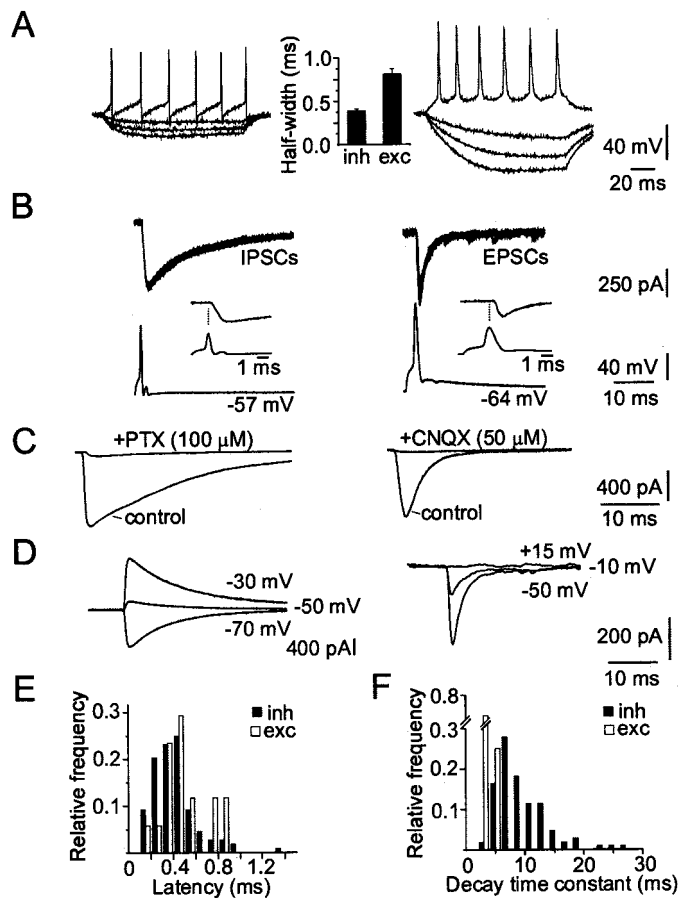 A
Half-width (ms)
1.0
0.5
0.0
inh exc
40 mV
20 ms
B
IPSCs
EPSCs
250 pA
1 ms
1 ms
40 mV
10 ms
-57 mV
-64 mV
C
+PTX (100 μM)
+CNQX (50 μM)
control
control
400 pA
10 ms
D
-30 mV
-50 mV
-70 mV
400 pA
+15 mV
-10 mV
-50 mV
200 pA
10 ms
E
Relative frequency
0.3
0.2
0.1
inh
exc
0 0.4 0.8 1.2
Latency (ms)
F
Relative frequency
0.8
0.3
0.2
0.1
inh
exc
0 10 20 30
Decay time constant (ms)